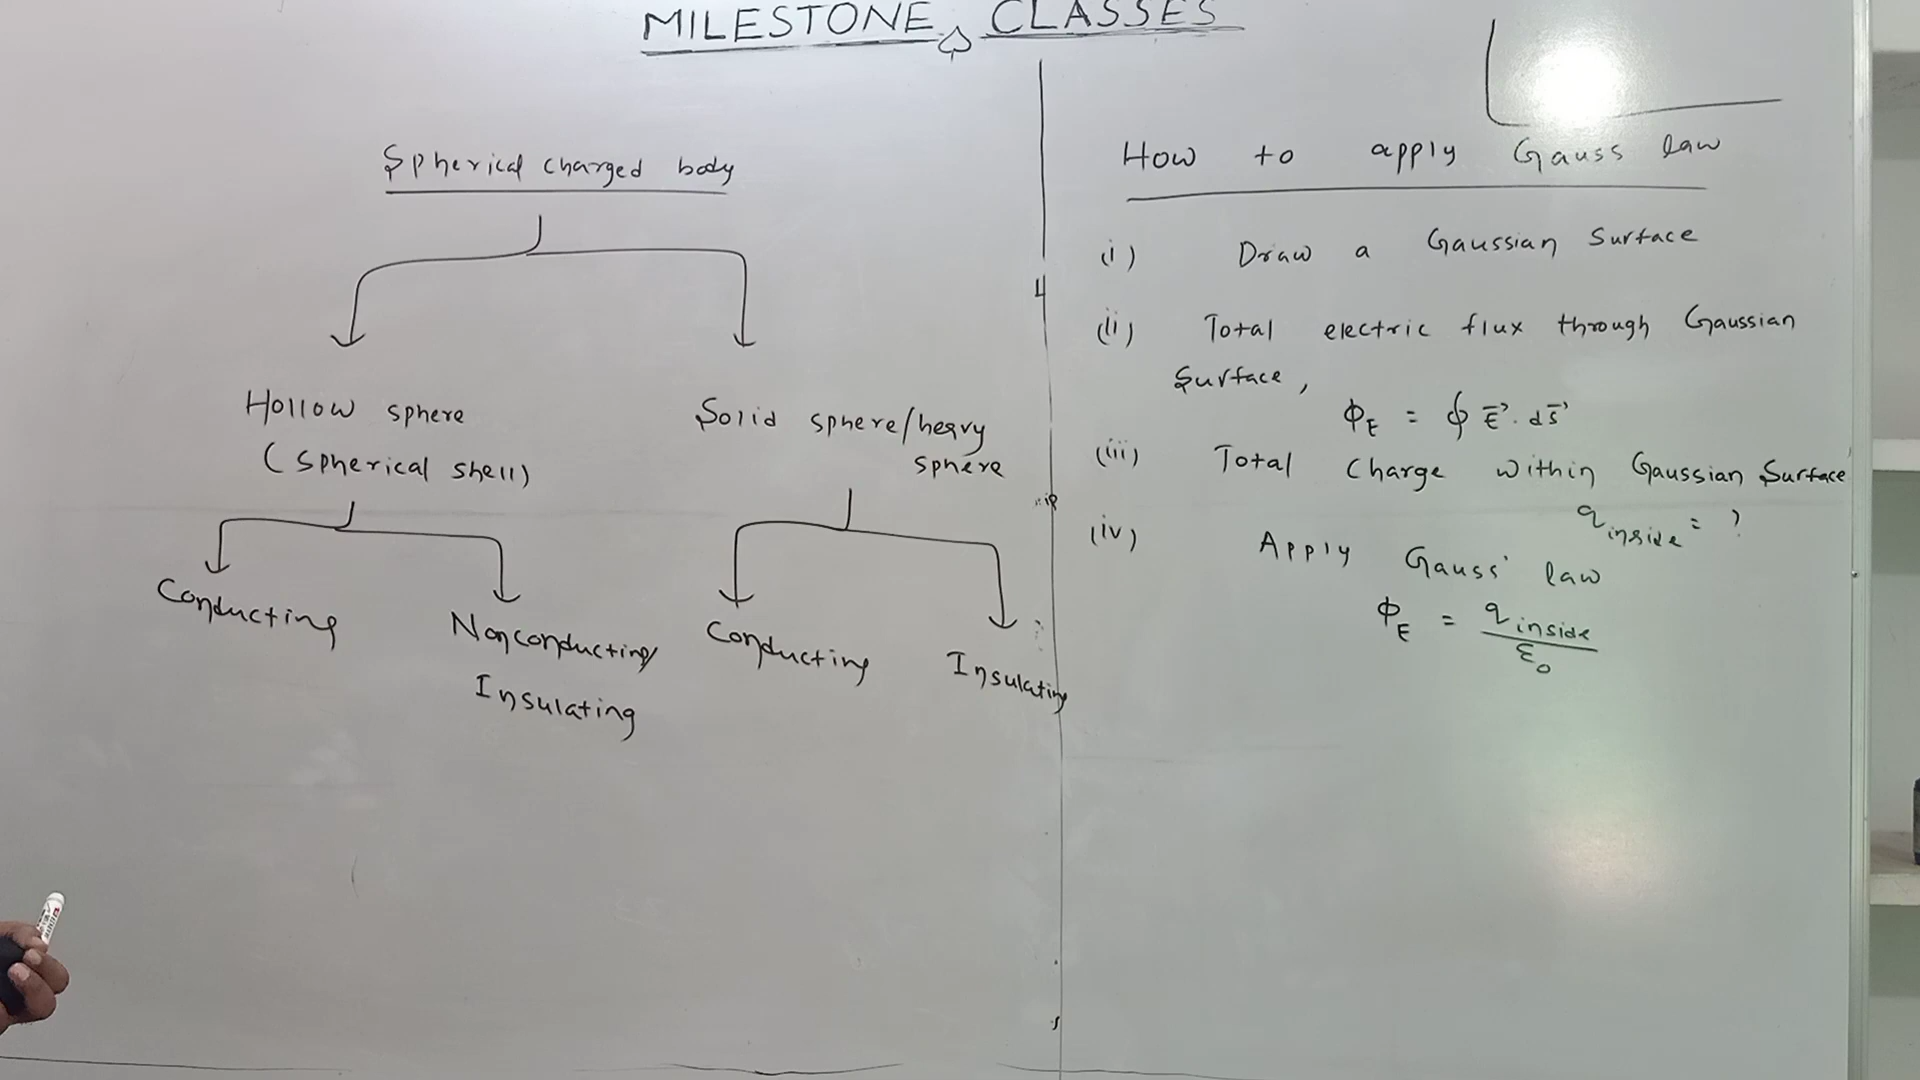 MILESTONE CLASSES
Spherical charged body
Hollow sphere
(Spherical shell)
Solid sphere/heavy
sphere
Conducting
Nonconducting/
Insulating
Conducting
Insulating
How to apply Gauss law
(i) Draw a Gaussian Surface
(ii) Total electric flux through Gaussian
Surface,
ΦE = ∮ E⃗. dS⃗
(iii) Total Charge within Gaussian Surface
qinside = ?
(iv) Apply Gauss' law
ΦE = qinside/ε0